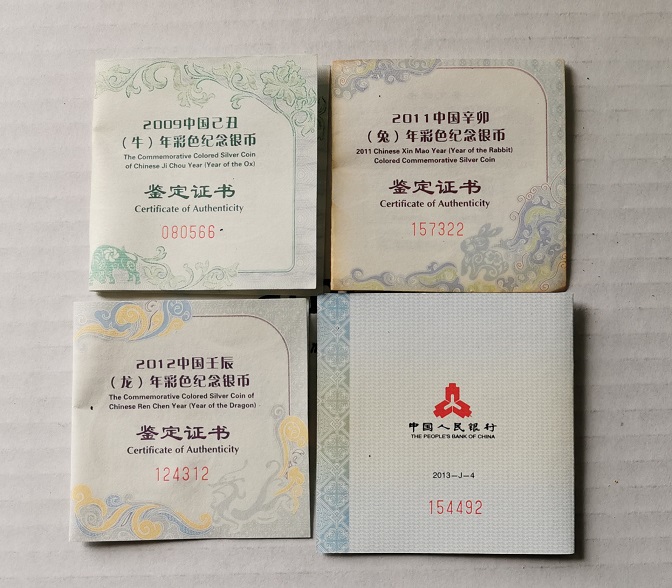 2009中国己丑
（牛）年彩色纪念银币
The Commemorative Colored Silver Coin
of Chinese Ji Chou Year (Year of the Ox)
鉴定证书
Certificate of Authenticity
080566
2011中国辛卯
（兔）年彩色纪念银币
2011 Chinese Xin Mao Year (Year of the Rabbit)
Colored Commemorative Silver Coin
鉴定证书
Certificate of Authenticity
157322
2012中国壬辰
（龙）年彩色纪念银币
The Commemorative Colored Silver Coin of
Chinese Ren Chen Year (Year of the Dragon)
鉴定证书
Certificate of Authenticity
124312
中国人民银行
THE PEOPLE'S BANK OF CHINA
2013-J-4
154492